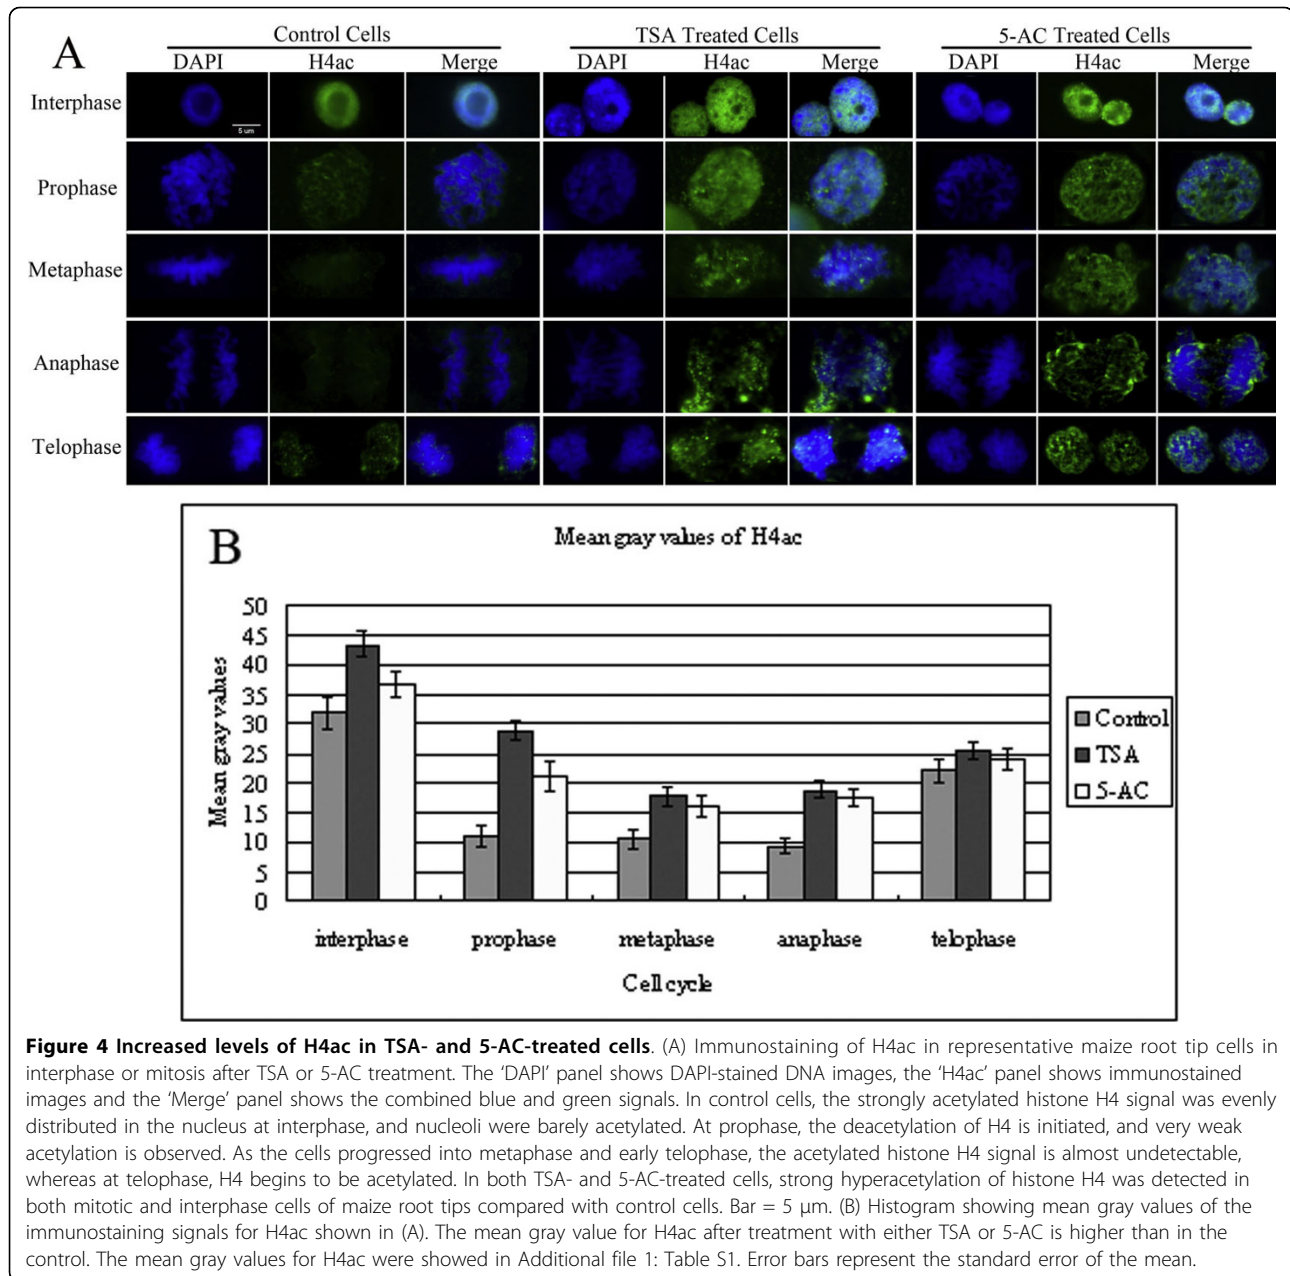 A
Control Cells
TSA Treated Cells
5-AC Treated Cells
DAPI H4ac Merge DAPI H4ac Merge DAPI H4ac Merge
Interphase
5 um
Prophase
Metaphase
Anaphase
Telophase
B
Mean gray values of H4ac
Mean gray values
50
45
40
35
30
25
20
15
10
5
0
interphase prophase metaphase anaphase telophase
Cell cycle
Control
TSA
5-AC
Figure 4 Increased levels of H4ac in TSA- and 5-AC-treated cells. (A) Immunostaining of H4ac in representative maize root tip cells in
interphase or mitosis after TSA or 5-AC treatment. The ‘DAPI’ panel shows DAPI-stained DNA images, the ‘H4ac’ panel shows immunostained
images and the ‘Merge’ panel shows the combined blue and green signals. In control cells, the strongly acetylated histone H4 signal was evenly
distributed in the nucleus at interphase, and nucleoli were barely acetylated. At prophase, the deacetylation of H4 is initiated, and very weak
acetylation is observed. As the cells progressed into metaphase and early telophase, the acetylated histone H4 signal is almost undetectable,
whereas at telophase, H4 begins to be acetylated. In both TSA- and 5-AC-treated cells, strong hyperacetylation of histone H4 was detected in
both mitotic and interphase cells of maize root tips compared with control cells. Bar = 5 μm. (B) Histogram showing mean gray values of the
immunostaining signals for H4ac shown in (A). The mean gray value for H4ac after treatment with either TSA or 5-AC is higher than in the
control. The mean gray values for H4ac were showed in Additional file 1: Table S1. Error bars represent the standard error of the mean.